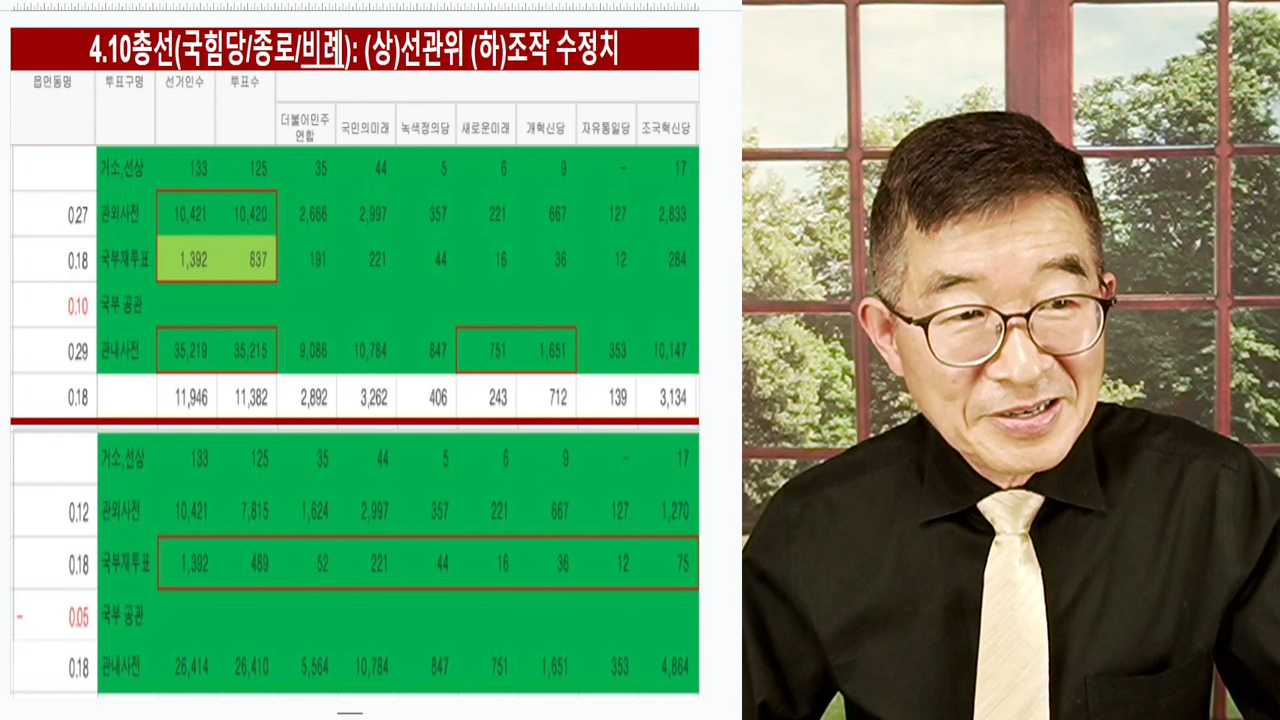 4.10총선(국힘당/종로/비례): (상)선관위 (하)조작 수정치
읍면동명 투표구명 선거인수 투표수
더불어민주연합 국민의미래 녹색정의당 새로운미래 개혁신당 자유통일당 조국혁신당
거소,선상 133 125 35 44 5 6 9 - 17
0.27 관외사전 10,421 10,420 2,666 2,997 357 221 667 127 2,833
0.18 국부재투표 1,392 837 191 221 44 16 36 12 284
0.10 국부 공관
0.29 관내사전 35,219 35,215 9,086 10,784 847 751 1,651 353 10,147
0.18 11,946 11,382 2,892 3,262 406 243 712 139 3,134
거소,선상 133 125 35 44 5 6 9 - 17
0.12 관외사전 10,421 7,815 1,624 2,997 357 221 667 127 1,270
0.18 국부재투표 1,392 489 52 221 44 16 36 12 75
- 0.05 국부 공관
0.18 관내사전 26,414 26,410 5,564 10,784 847 751 1,651 353 4,864